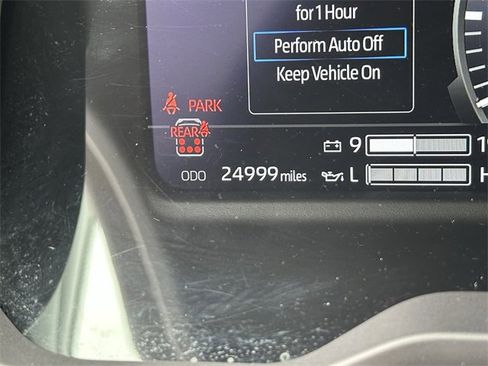 for 1 Hour
Perform Auto Off
Keep Vehicle On
PARK
REAR
9
ODO 24999 miles
L
H